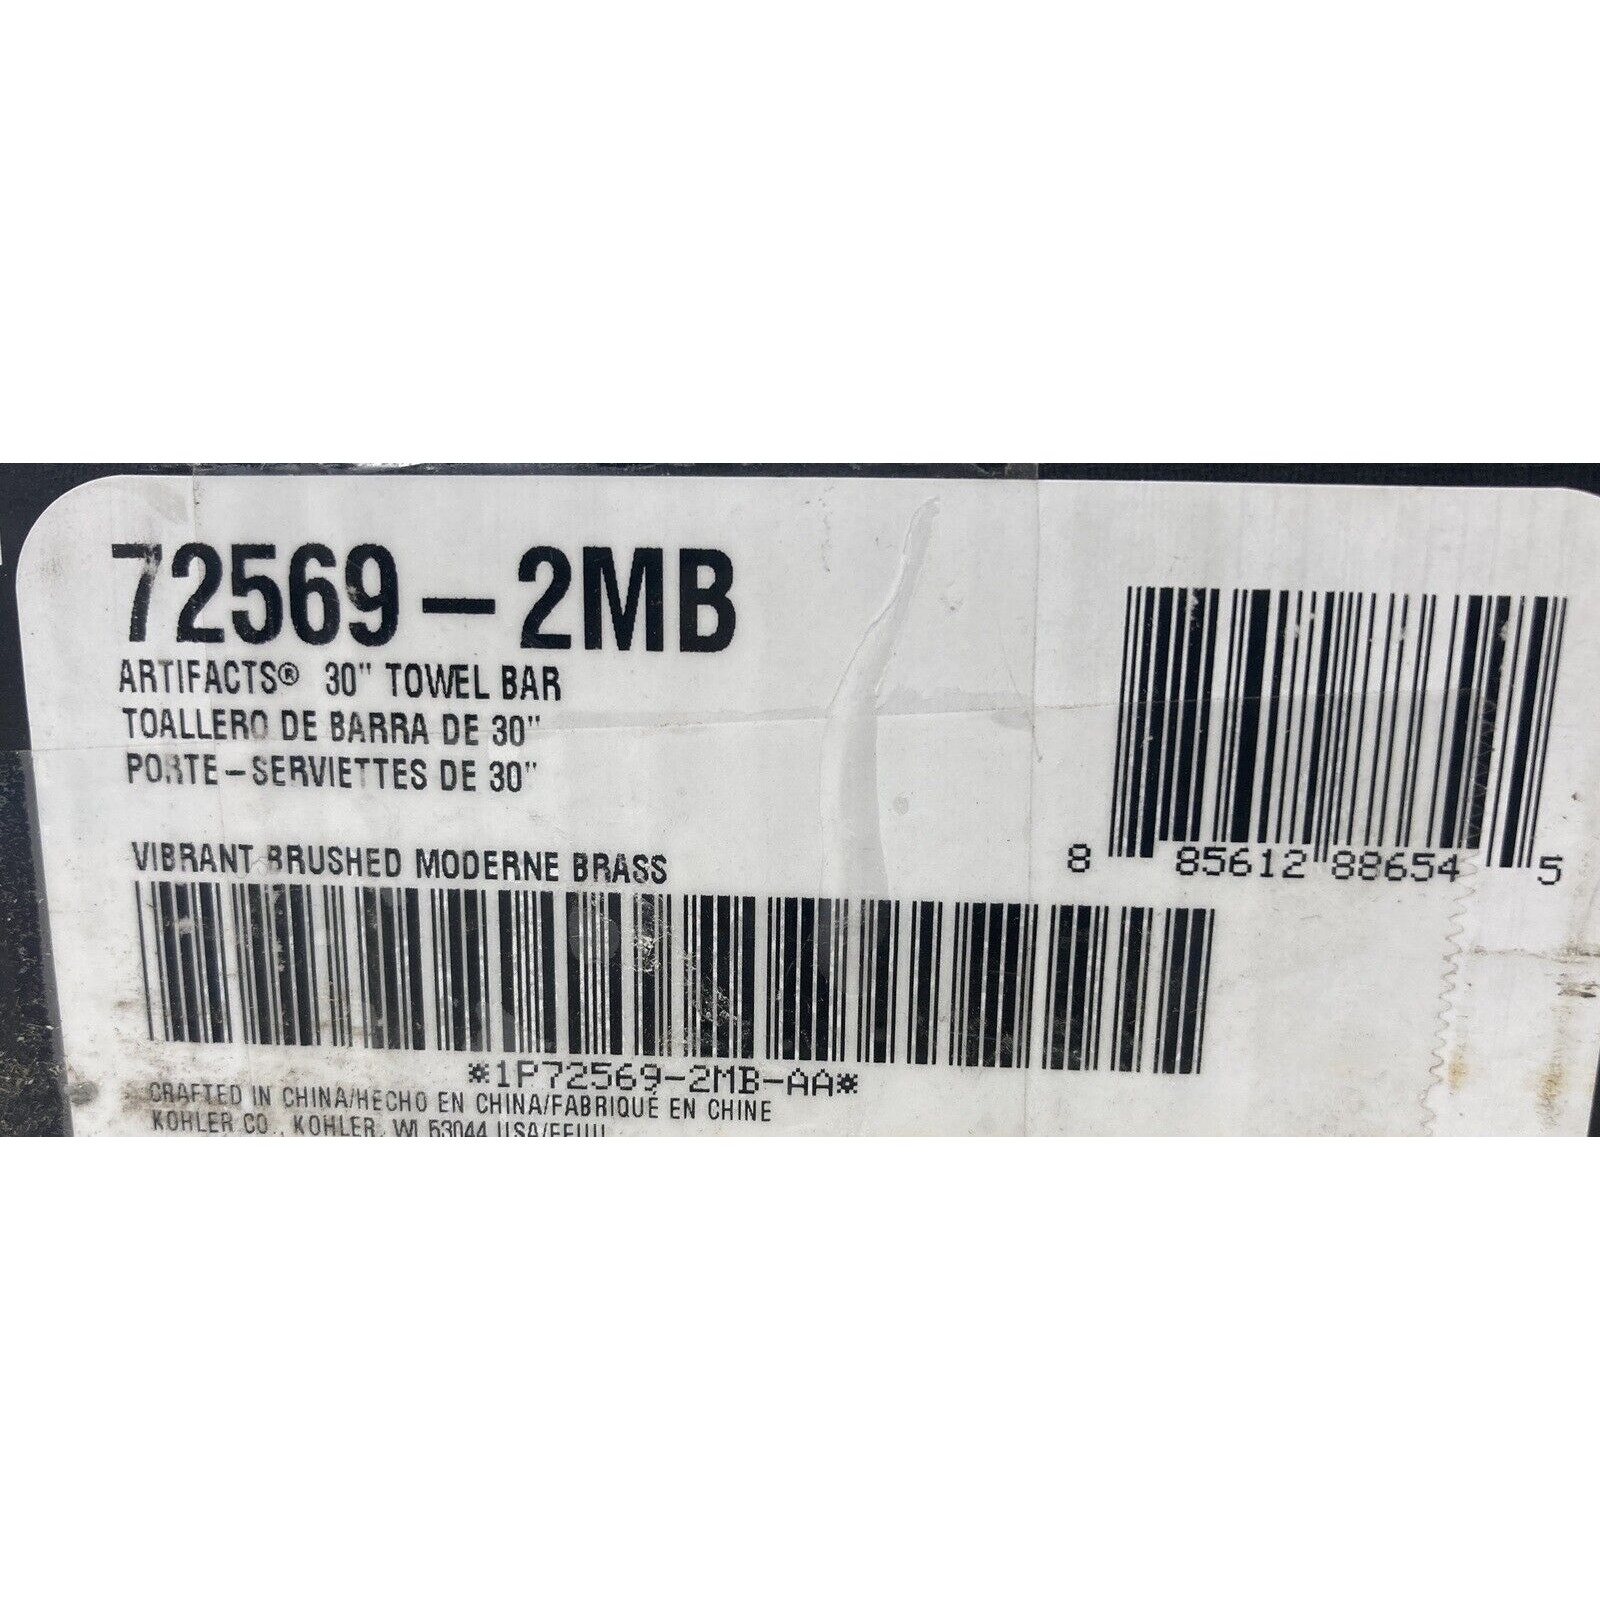 72569-2MB
ARTIFACTS® 30" TOWEL BAR
TOALLERO DE BARRA DE 30"
PORTE-SERVIETTES DE 30"
VIBRANT BRUSHED MODERNE BRASS
8 85612 88654 5
*1P72569-2MB-AA*
CRAFTED IN CHINA/HECHO EN CHINA/FABRIQUÉ EN CHINE
KOHLER CO., KOHLER, WI 53044 USA/EEUU